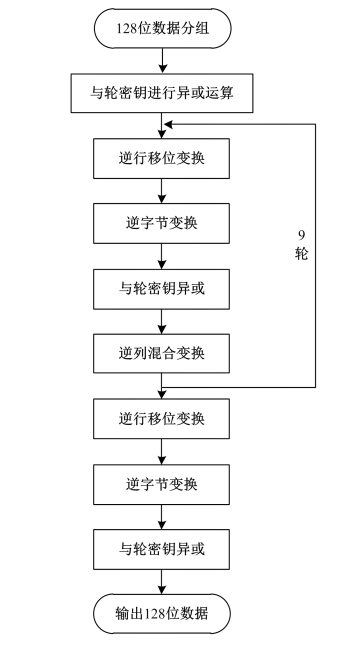 128位数据分组
与轮密钥进行异或运算
逆行移位变换
逆字节变换
9
轮
与轮密钥异或
逆列混合变换
逆行移位变换
逆字节变换
与轮密钥异或
输出128位数据